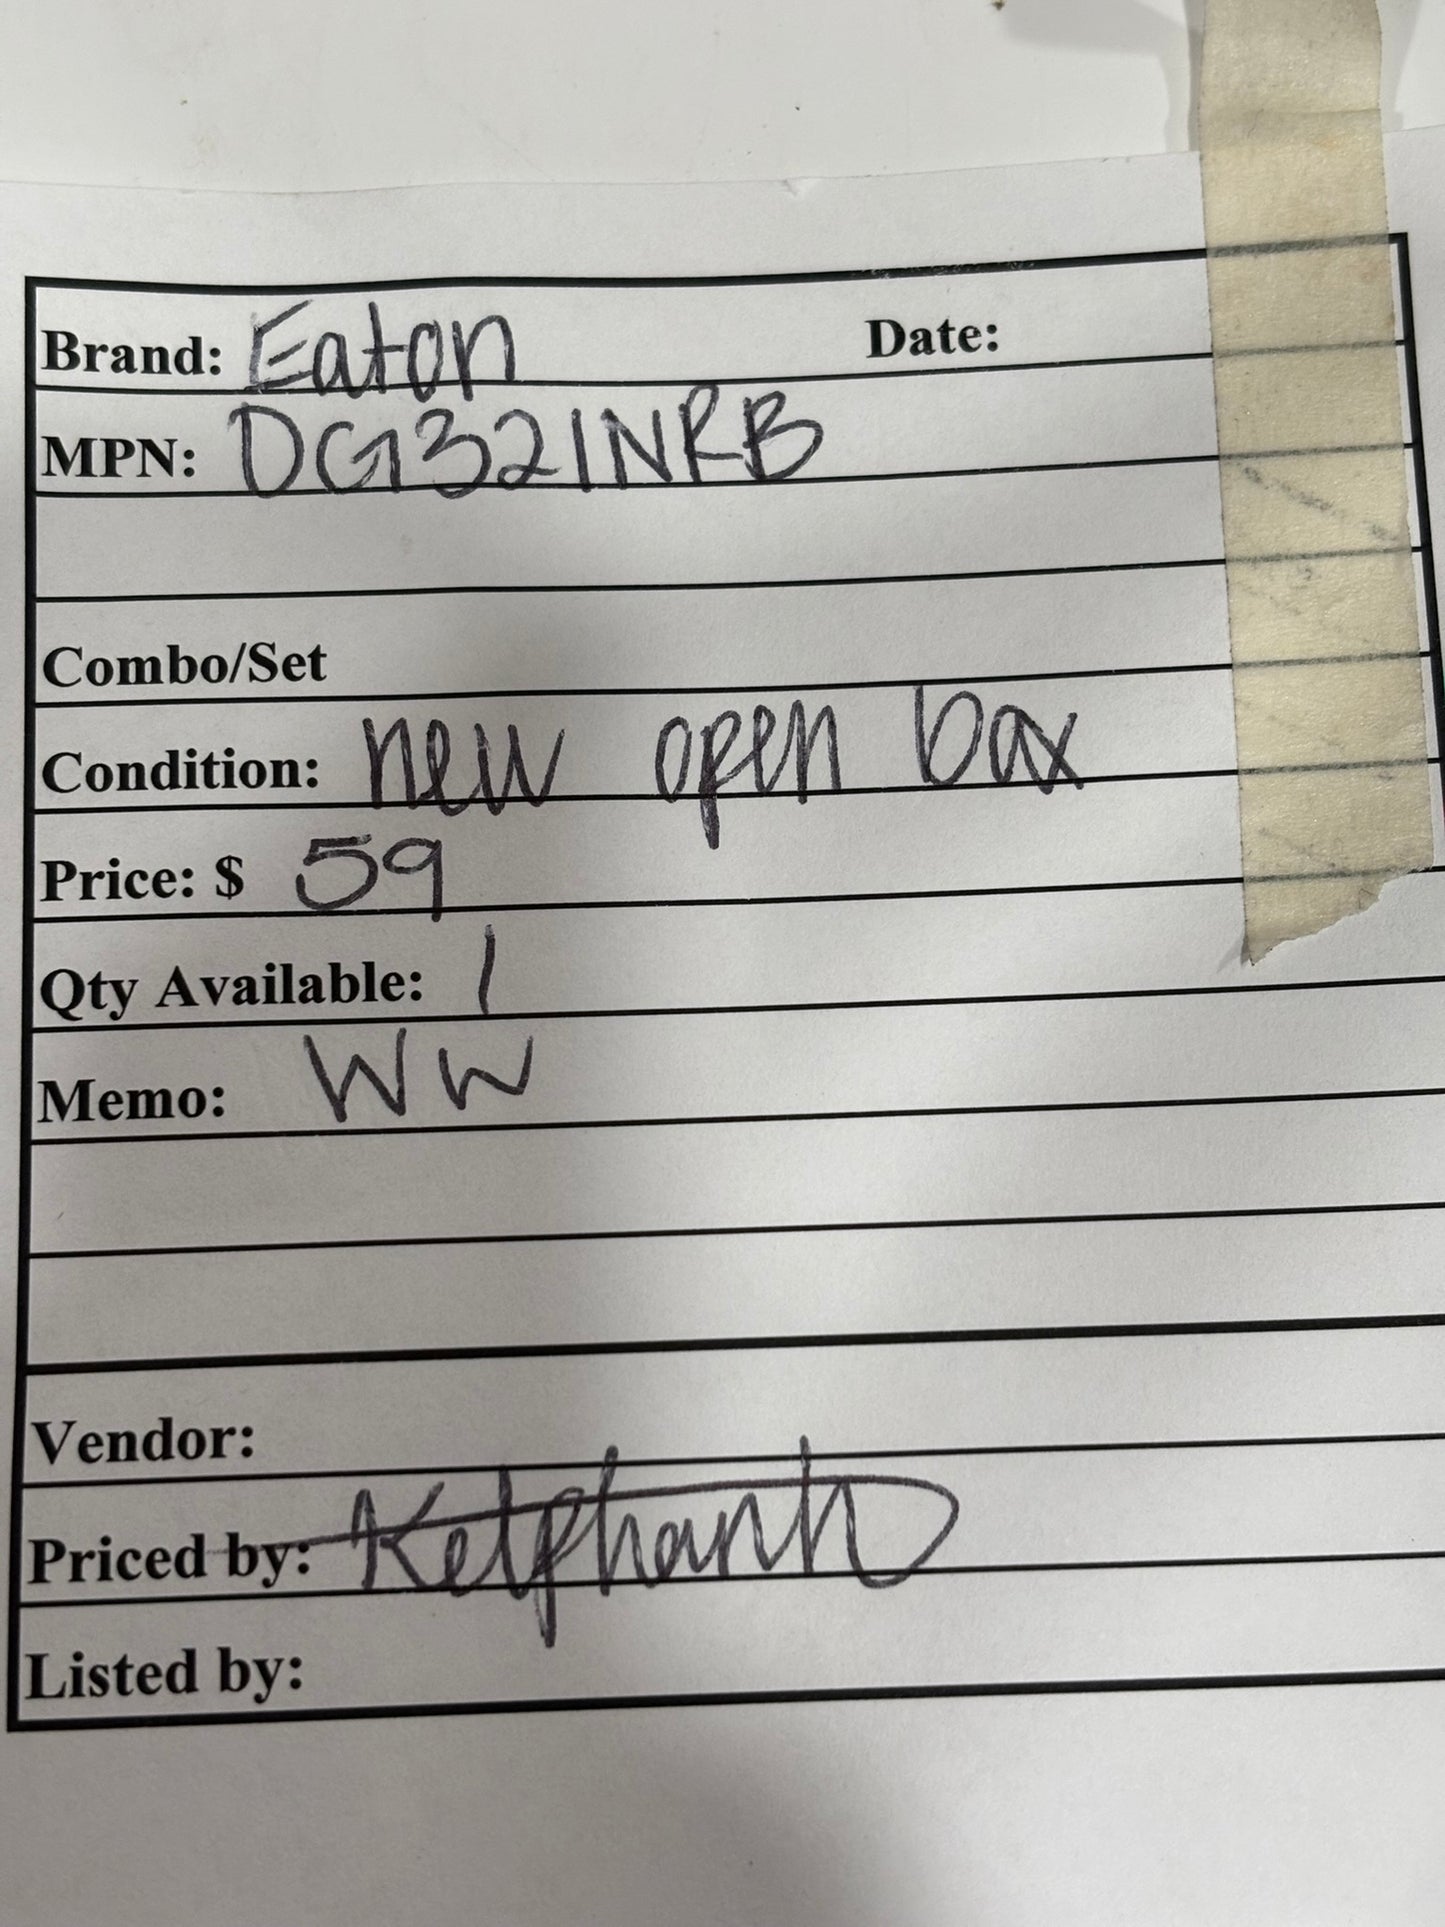 Brand: Eaton Date:
MPN: DG321NRB
Combo/Set
Condition: new open box
Price: $ 59
Qty Available: 1
Memo: WW
Vendor:
Priced by:
Listed by: